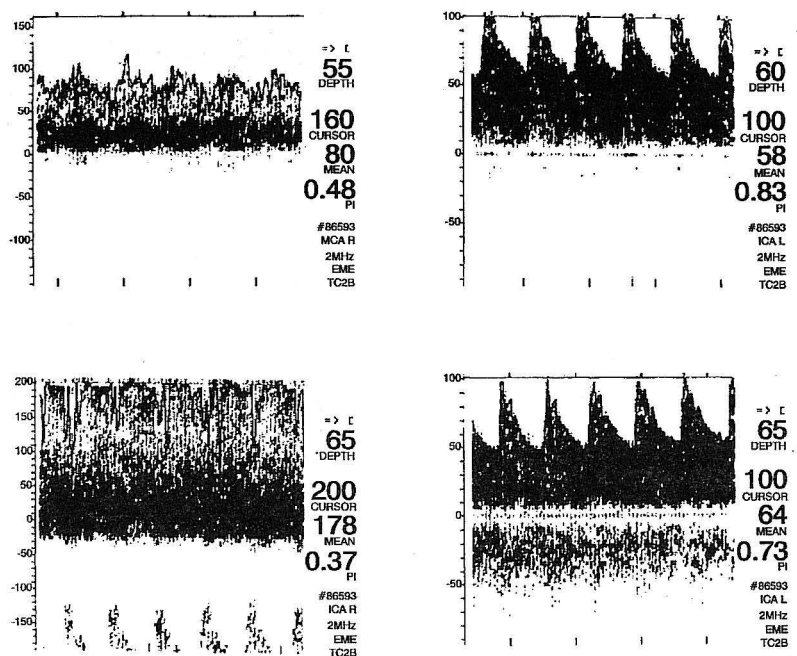 150
100
50
0
-50
-100
=> [
55
DEPTH
160
CURSOR
80
MEAN
0.48
PI
#86593
MCA R
2MHz
EME
TC2B
100
50
0
-50
=> [
60
DEPTH
100
CURSOR
58
MEAN
0.83
PI
#86593
ICA L
2MHz
EME
TC2B
200
150
100
50
0
-50
-100
-150
=> [
65
DEPTH
200
CURSOR
178
MEAN
0.37
PI
#86593
ICA R
2MHz
EME
TC2B
100
50
0
-50
=> [
65
DEPTH
100
CURSOR
64
MEAN
0.73
PI
#86593
ICA L
2MHz
EME
TC2B